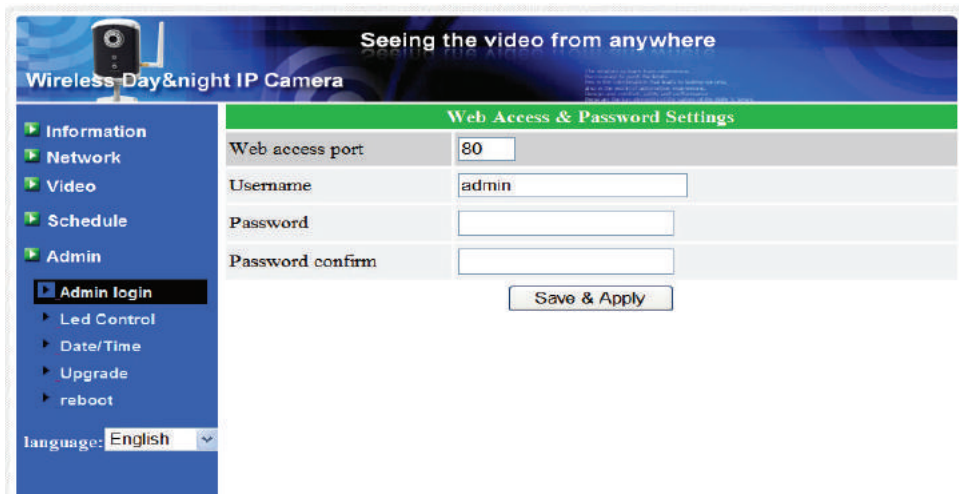 Seeing the video from anywhere
Wireless Day&night IP Camera
Information
Network
Video
Schedule
Admin
Admin login
Led Control
Date/Time
Upgrade
reboot
language: English
Web Access & Password Settings
Web access port 80
Username admin
Password
Password confirm
Save & Apply